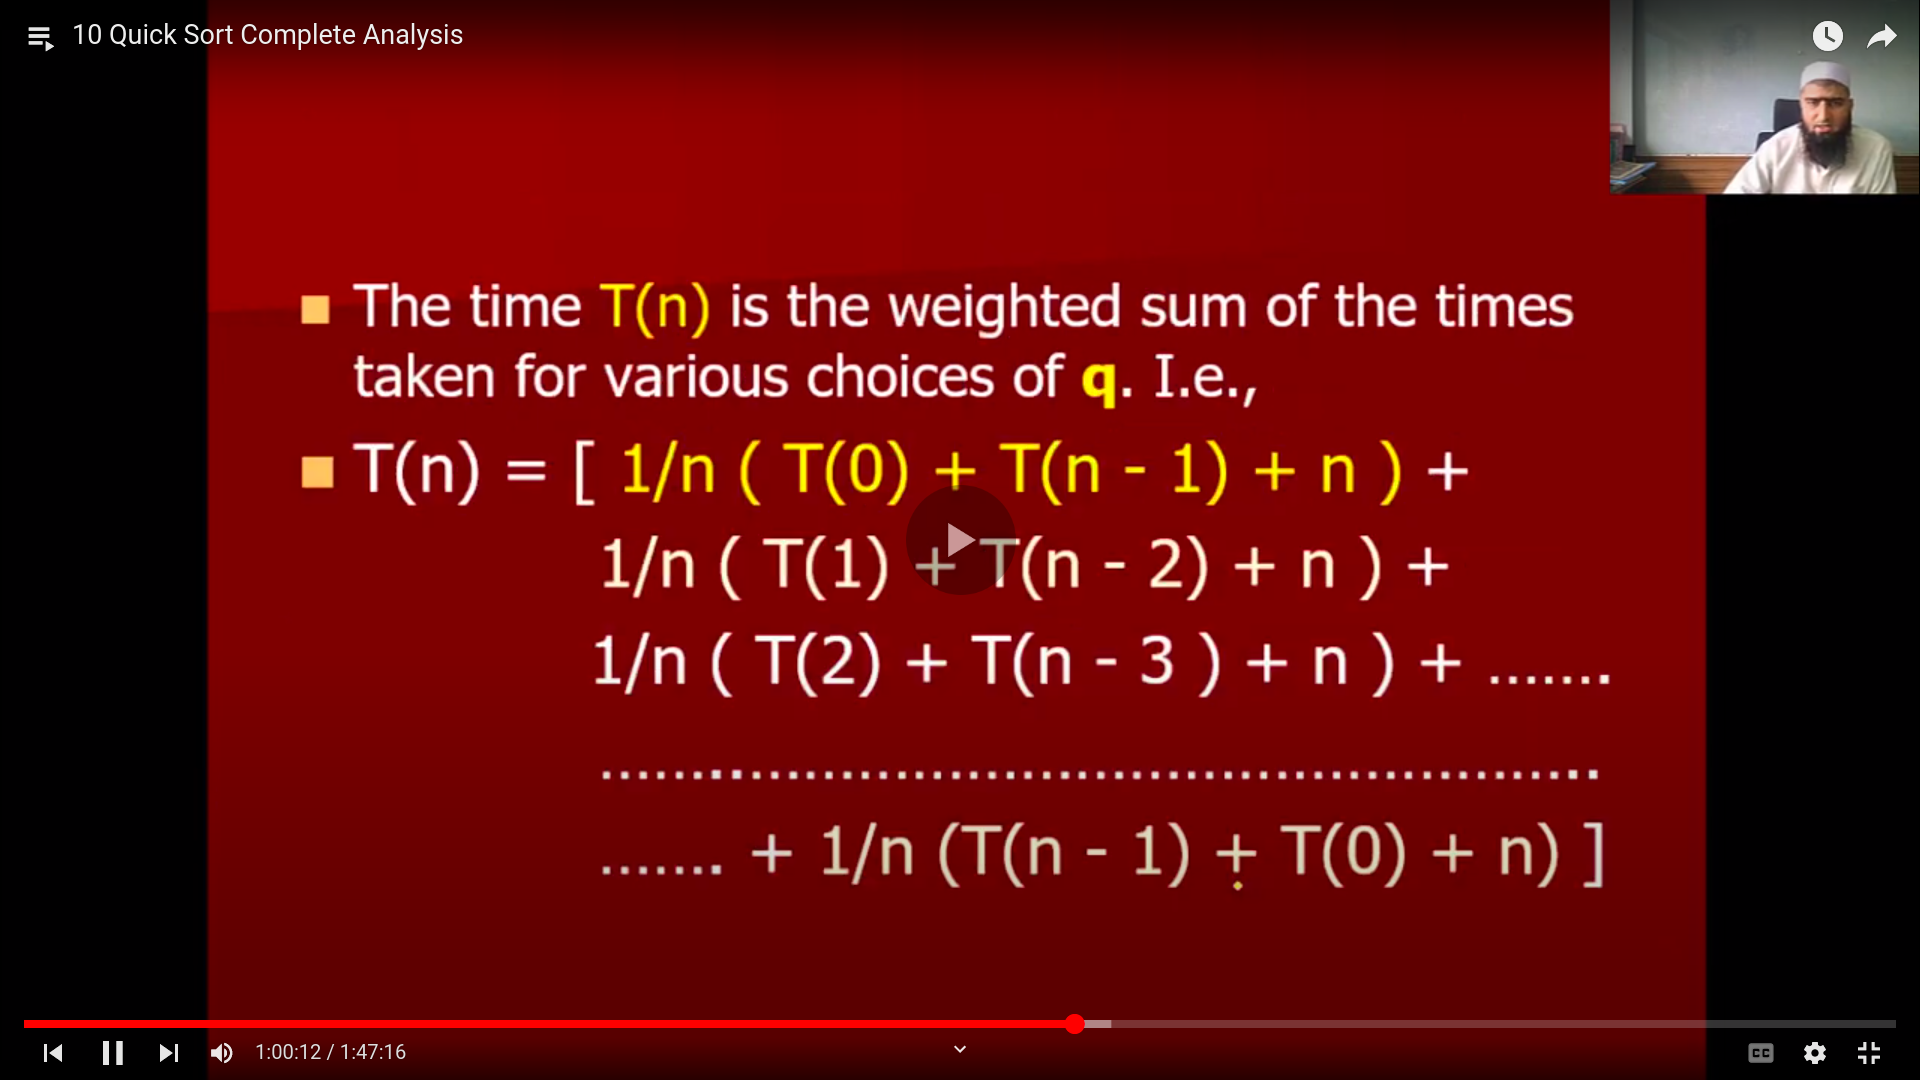 10 Quick Sort Complete Analysis
The time T(n) is the weighted sum of the times
taken for various choices of q. I.e.,
T(n) = [ 1/n ( T(0) + T(n - 1) + n ) +
1/n ( T(1) + T(n - 2) + n ) +
1/n ( T(2) + T(n - 3 ) + n ) + .......
.......................................................
....... + 1/n (T(n - 1) + T(0) + n) ]
1:00:12 / 1:47:16
CC